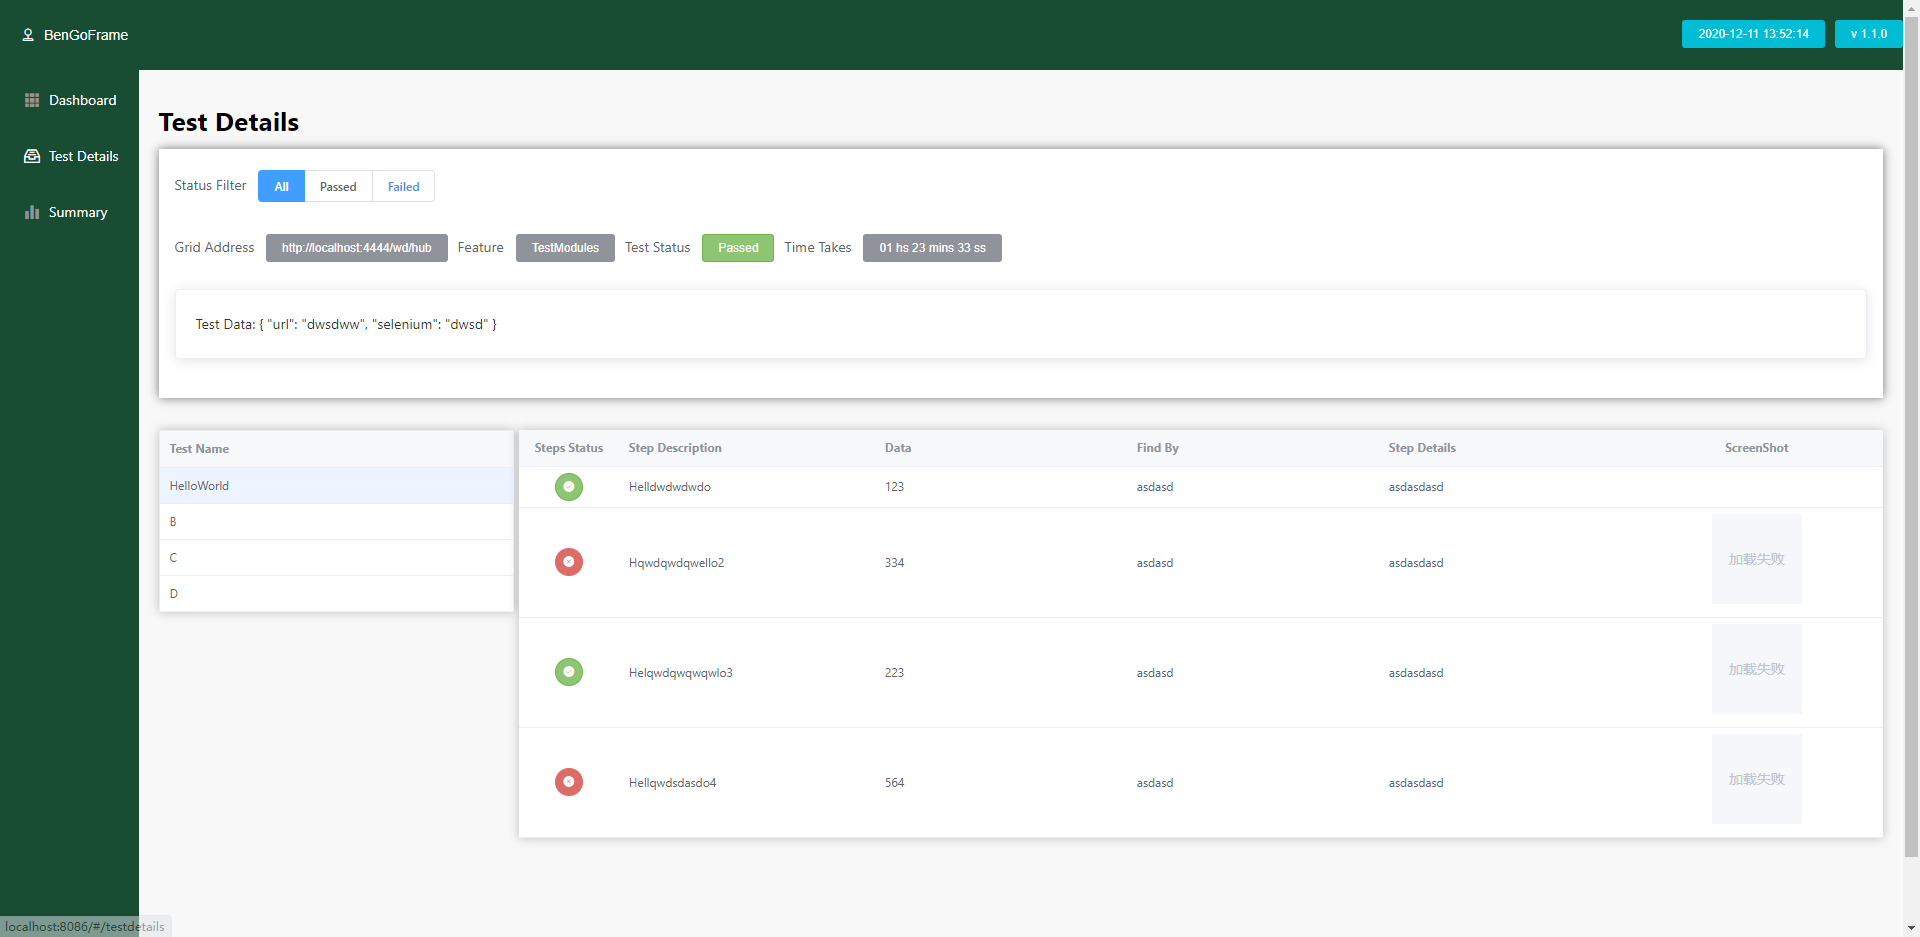 BenGoFrame
2020-12-11 13:52:14
v 1.1.0
Dashboard
Test Details
Summary
Test Details
Status Filter All Passed Failed
Grid Address http://localhost:4444/wd/hub Feature TestModules Test Status Passed Time Takes 01 hs 23 mins 33 ss
Test Data: { "url": "dwsdww", "selenium": "dwsd" }
Test Name
HelloWorld
B
C
D
Steps Status Step Description Data Find By Step Details ScreenShot
Helldwdwdwdo 123 asdasd asdasdasd
Hqwdqwdqwello2 334 asdasd asdasdasd 加载失败
Helqwdqwqwqwlo3 223 asdasd asdasdasd 加载失败
Hellqwdsdasdo4 564 asdasd asdasdasd 加载失败
localhost:8086/#/testdetails